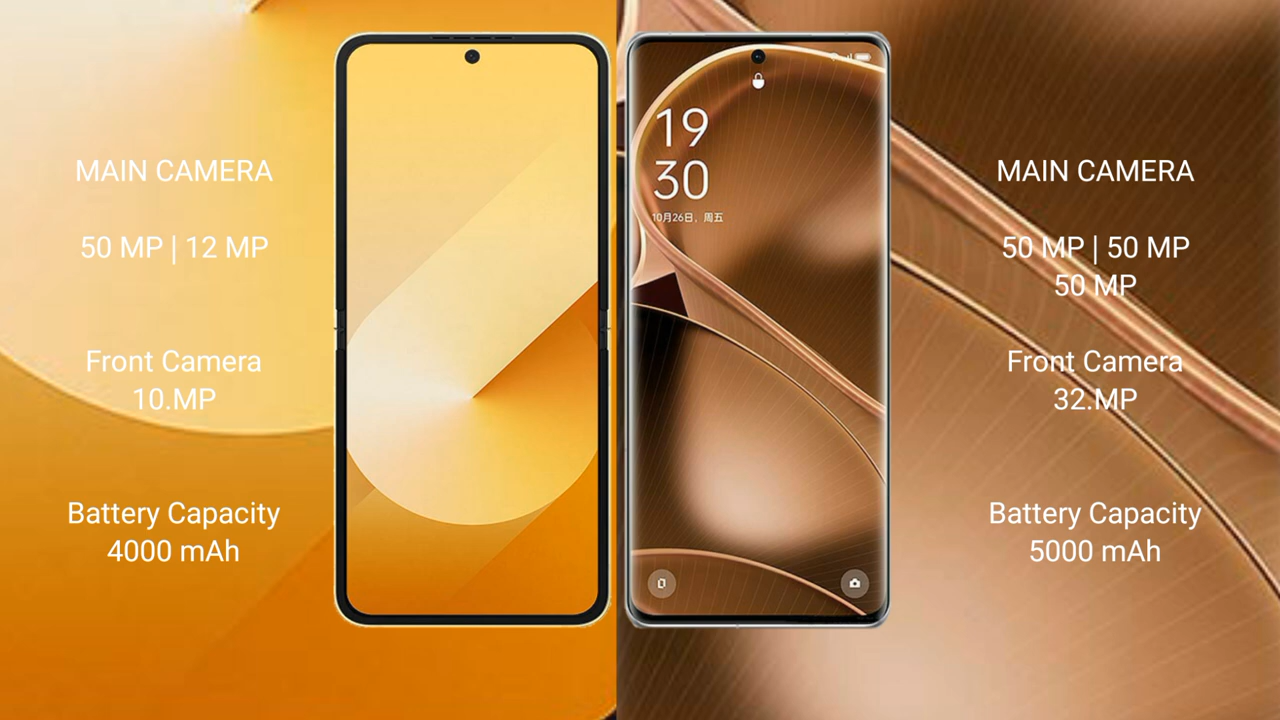 MAIN CAMERA
50 MP | 12 MP
Front Camera
10.MP
Battery Capacity
4000 mAh
19
30
10月26日，周五
MAIN CAMERA
50 MP | 50 MP
50 MP
Front Camera
32.MP
Battery Capacity
5000 mAh